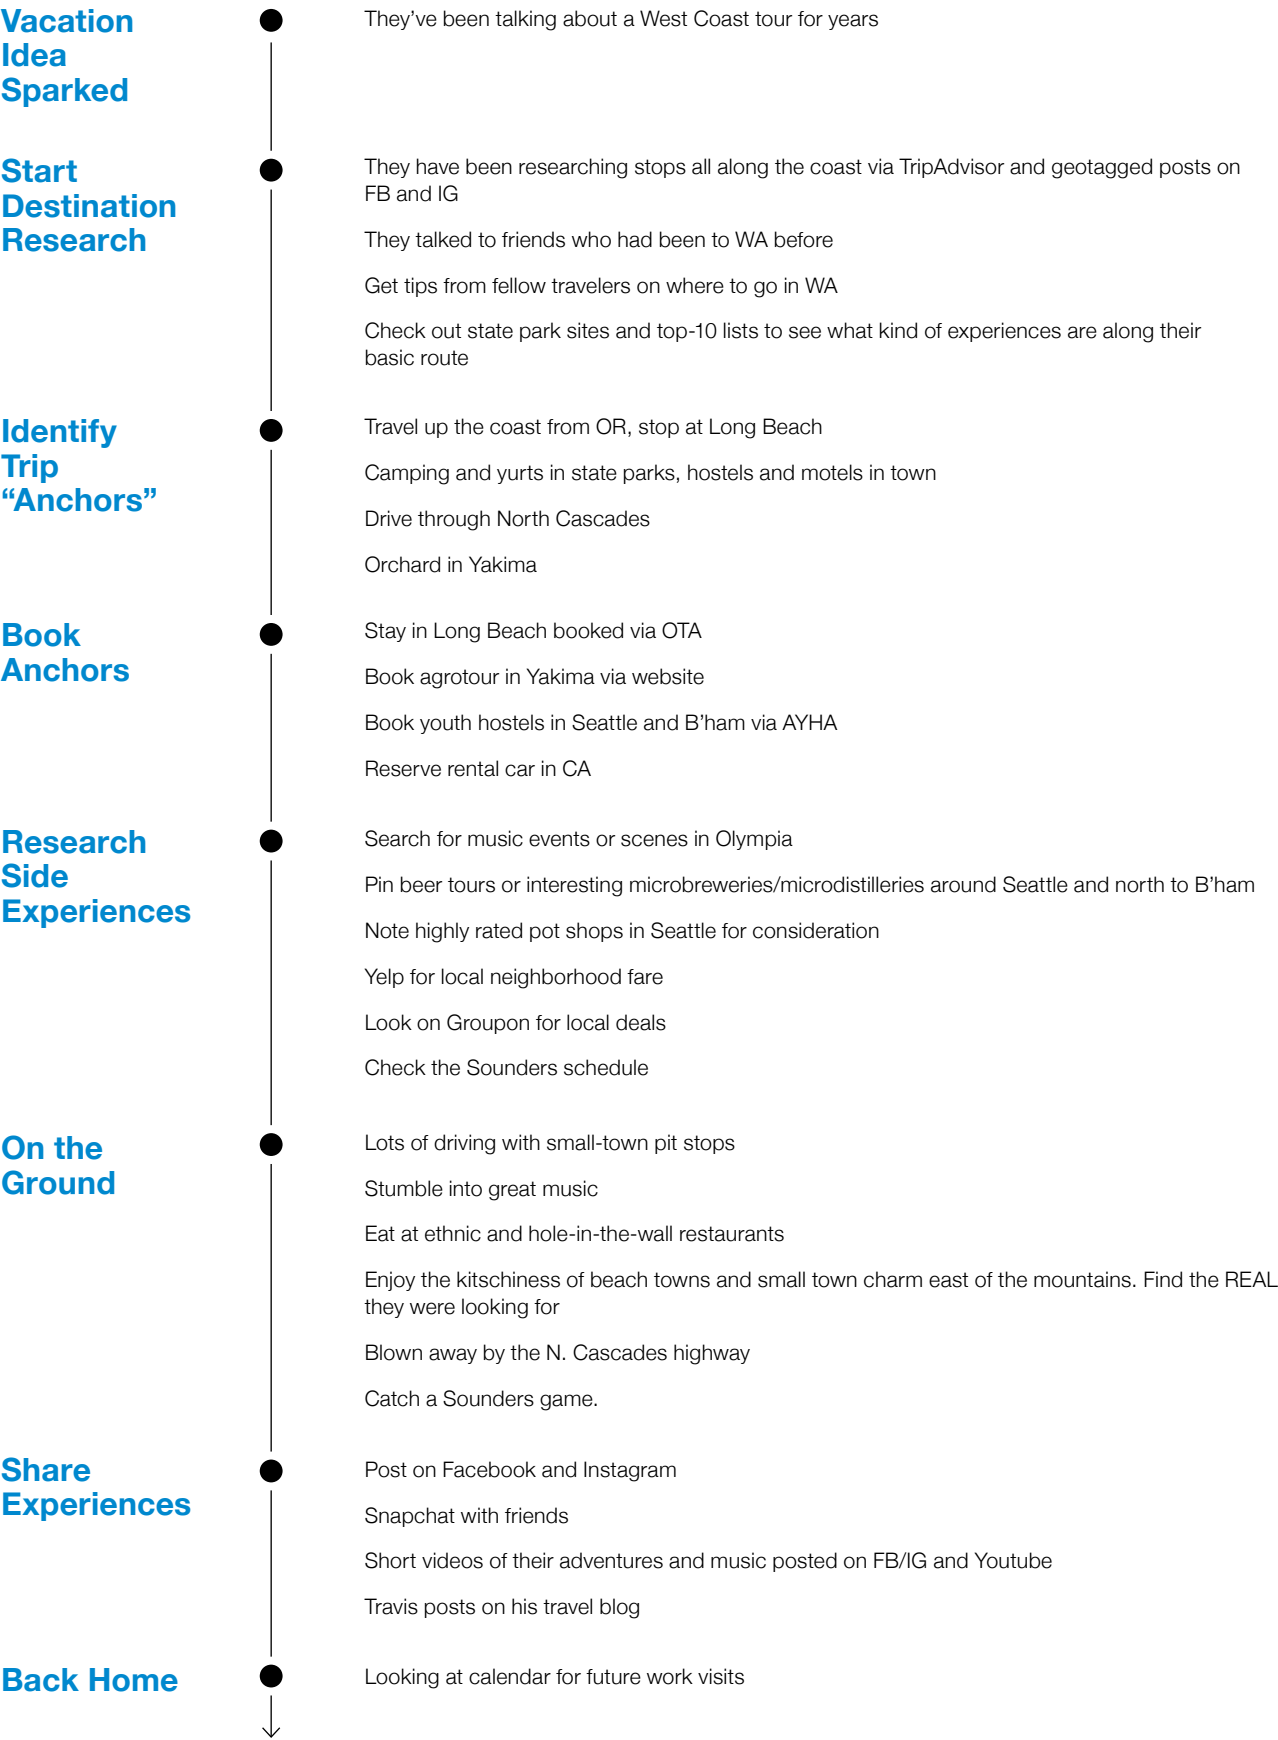 Vacation
Idea
Sparked
They’ve been talking about a West Coast tour for years
Start
Destination
Research
They have been researching stops all along the coast via TripAdvisor and geotagged posts on
FB and IG
They talked to friends who had been to WA before
Get tips from fellow travelers on where to go in WA
Check out state park sites and top-10 lists to see what kind of experiences are along their
basic route
Identify
Trip
“Anchors”
Travel up the coast from OR, stop at Long Beach
Camping and yurts in state parks, hostels and motels in town
Drive through North Cascades
Orchard in Yakima
Book
Anchors
Stay in Long Beach booked via OTA
Book agrotour in Yakima via website
Book youth hostels in Seattle and B’ham via AYHA
Reserve rental car in CA
Research
Side
Experiences
Search for music events or scenes in Olympia
Pin beer tours or interesting microbreweries/microdistilleries around Seattle and north to B’ham
Note highly rated pot shops in Seattle for consideration
Yelp for local neighborhood fare
Look on Groupon for local deals
Check the Sounders schedule
On the
Ground
Lots of driving with small-town pit stops
Stumble into great music
Eat at ethnic and hole-in-the-wall restaurants
Enjoy the kitschiness of beach towns and small town charm east of the mountains. Find the REAL
they were looking for
Blown away by the N. Cascades highway
Catch a Sounders game.
Share
Experiences
Post on Facebook and Instagram
Snapchat with friends
Short videos of their adventures and music posted on FB/IG and Youtube
Travis posts on his travel blog
Back Home
Looking at calendar for future work visits